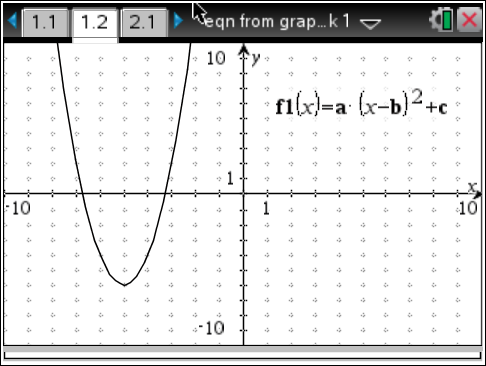 1.1 1.2 2.1 eqn from grap…k 1
10 y
f1(x)=a·(x−b)²+c
1 x
-10 1 10
-10